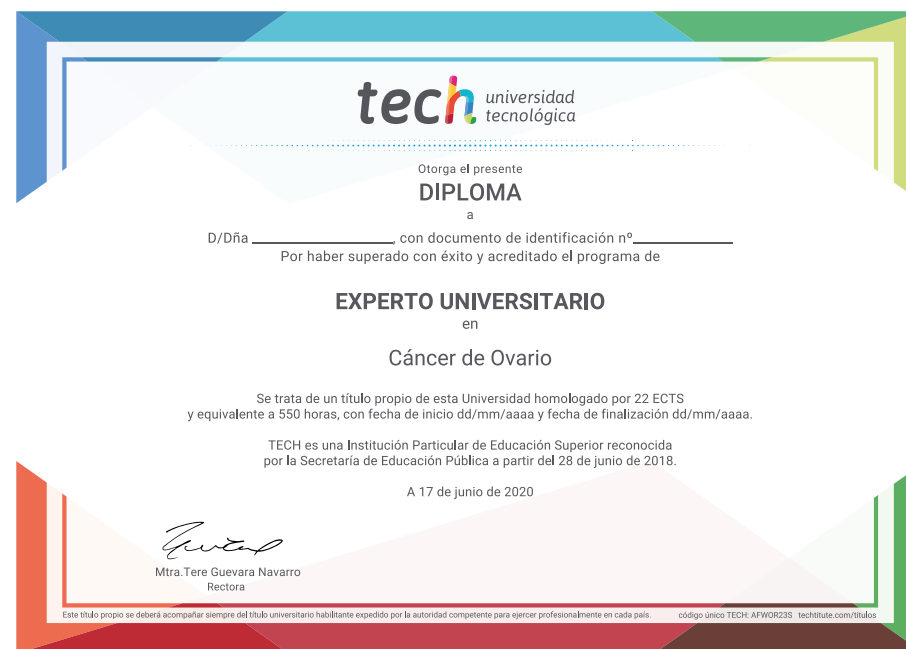 tech universidad
tecnológica
Otorga el presente
DIPLOMA
a
D/Dña ____________________, con documento de identificación nº______________
Por haber superado con éxito y acreditado el programa de
EXPERTO UNIVERSITARIO
en
Cáncer de Ovario
Se trata de un título propio de esta Universidad homologado por 22 ECTS
y equivalente a 550 horas, con fecha de inicio dd/mm/aaaa y fecha de finalización dd/mm/aaaa.
TECH es una Institución Particular de Educación Superior reconocida
por la Secretaría de Educación Pública a partir del 28 de junio de 2018.
A 17 de junio de 2020
Mtra.Tere Guevara Navarro
Rectora
Este título propio se deberá acompañar siempre del título universitario habilitante expedido por la autoridad competente para ejercer profesionalmente en cada país. código único TECH: AFWOR23S techtitute.com/titulos